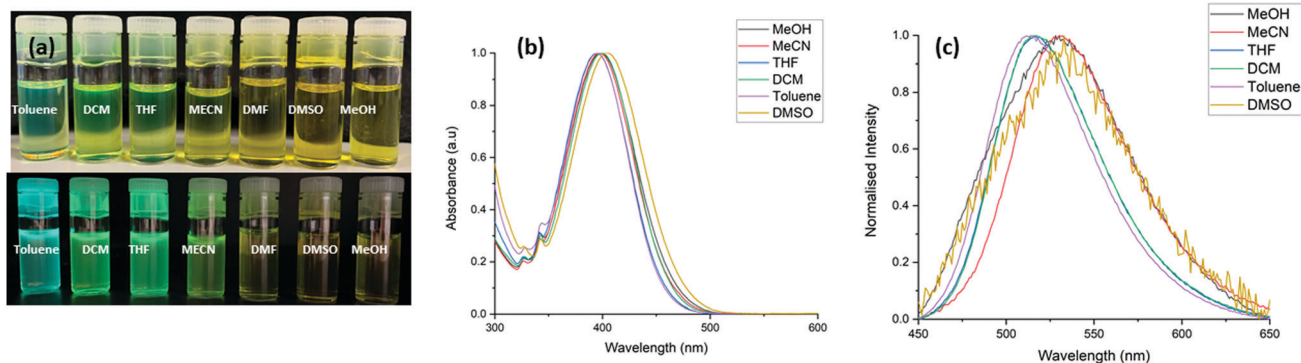 (a)
Toluene DCM THF MECN DMF DMSO MeOH
Toluene DCM THF MECN DMF DMSO MeOH
(b)
MeOH
MeCN
THF
DCM
Toluene
DMSO
Absorbance (a.u)
1.0
0.8
0.6
0.4
0.2
0.0
300 400 500 600
Wavelength (nm)
(c)
MeOH
MeCN
THF
DCM
Toluene
DMSO
Normalised Intensity
1.0
0.8
0.6
0.4
0.2
0.0
450 500 550 600 650
Wavelength (nm)